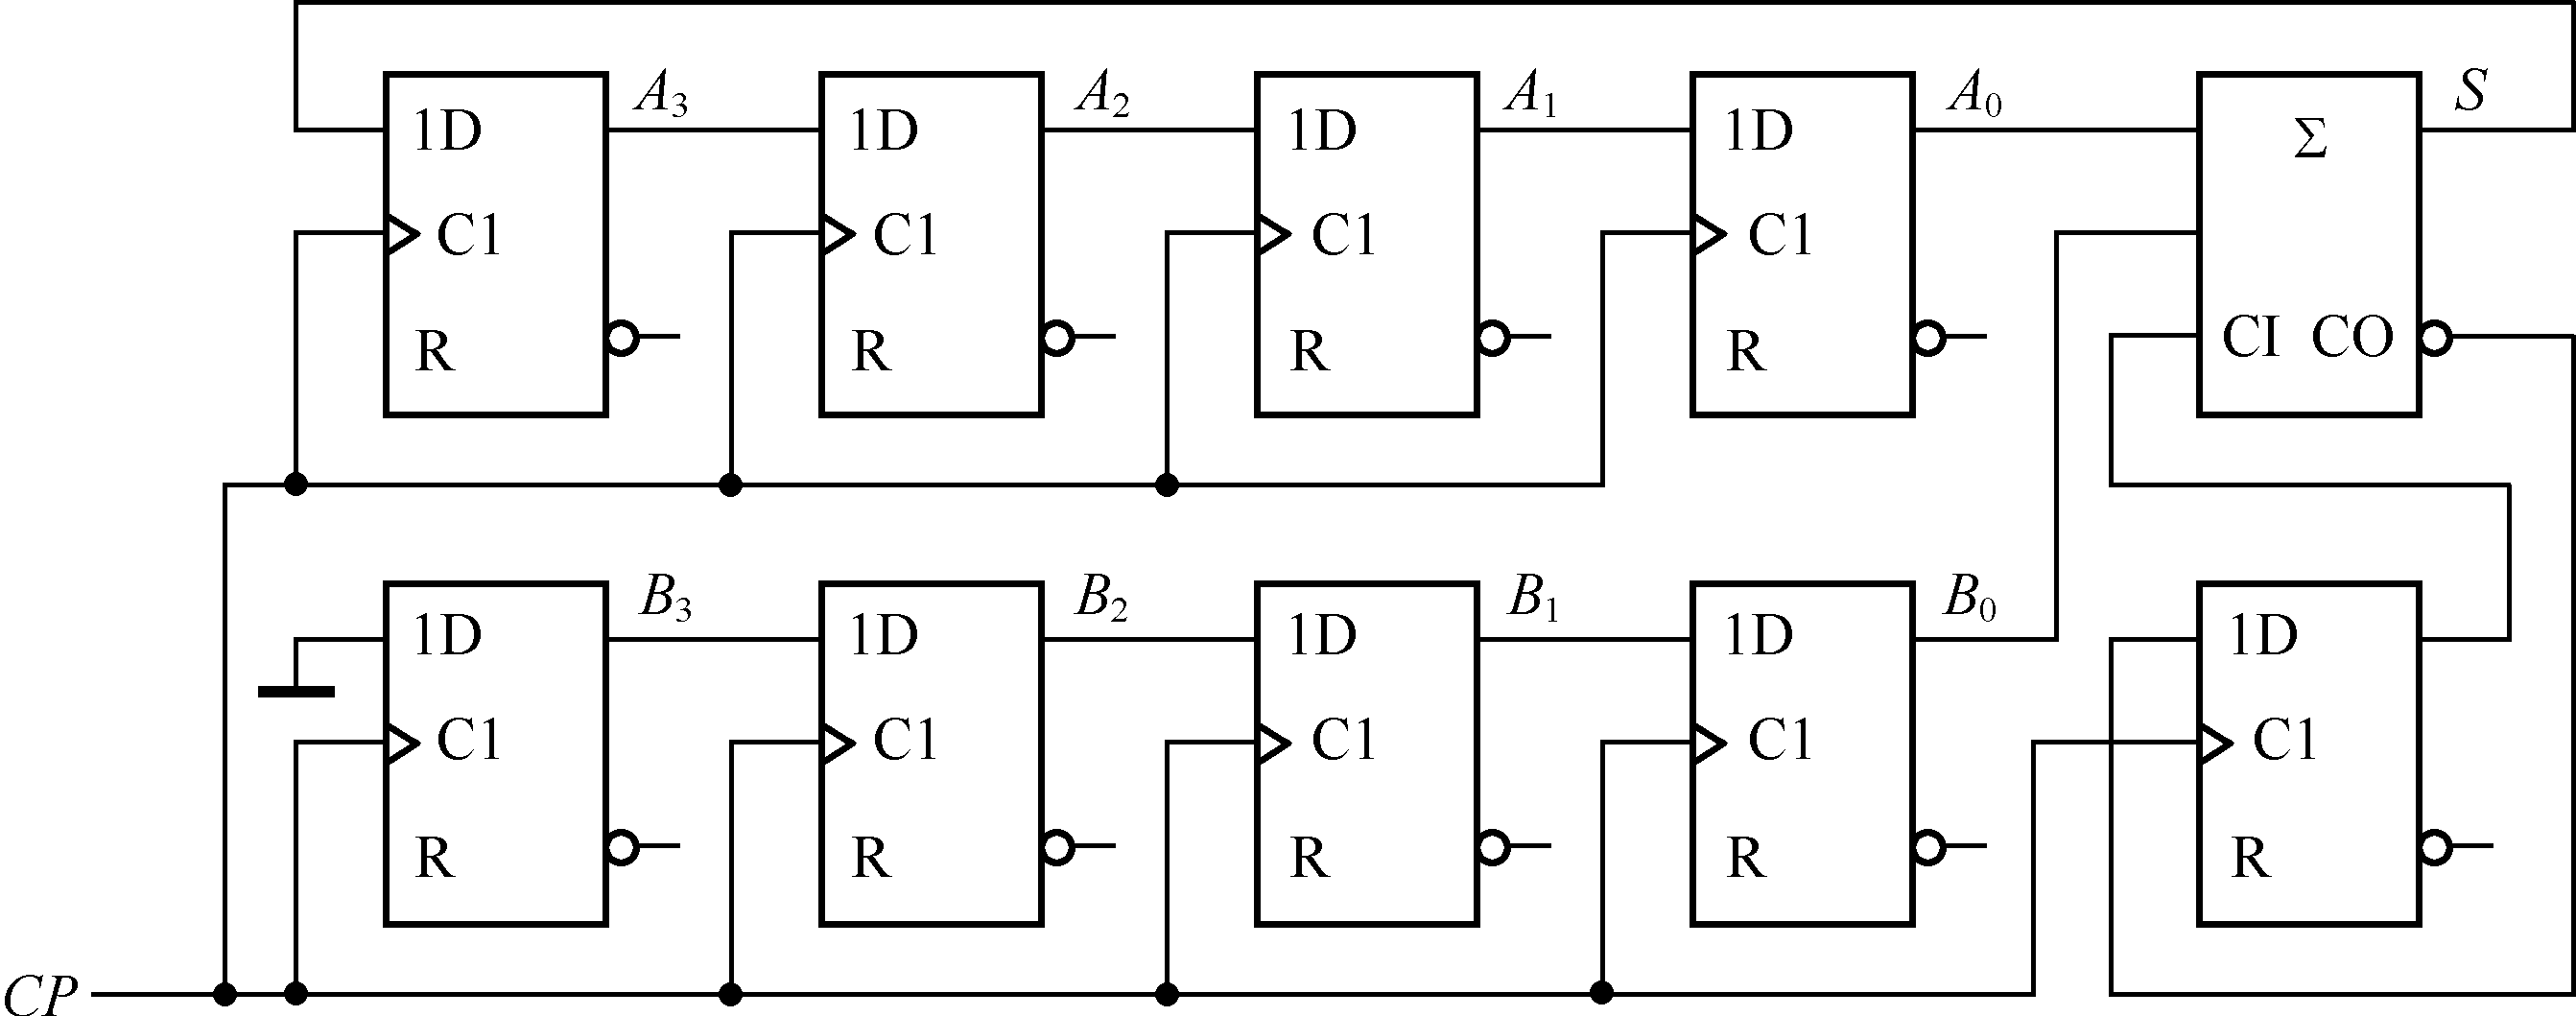 A₃ A₂ A₁ A₀ S
1D 1D 1D 1D Σ
C1 C1 C1 C1
R R R R CI CO
B₃ B₂ B₁ B₀
1D 1D 1D 1D 1D
C1 C1 C1 C1 C1
R R R R R
CP